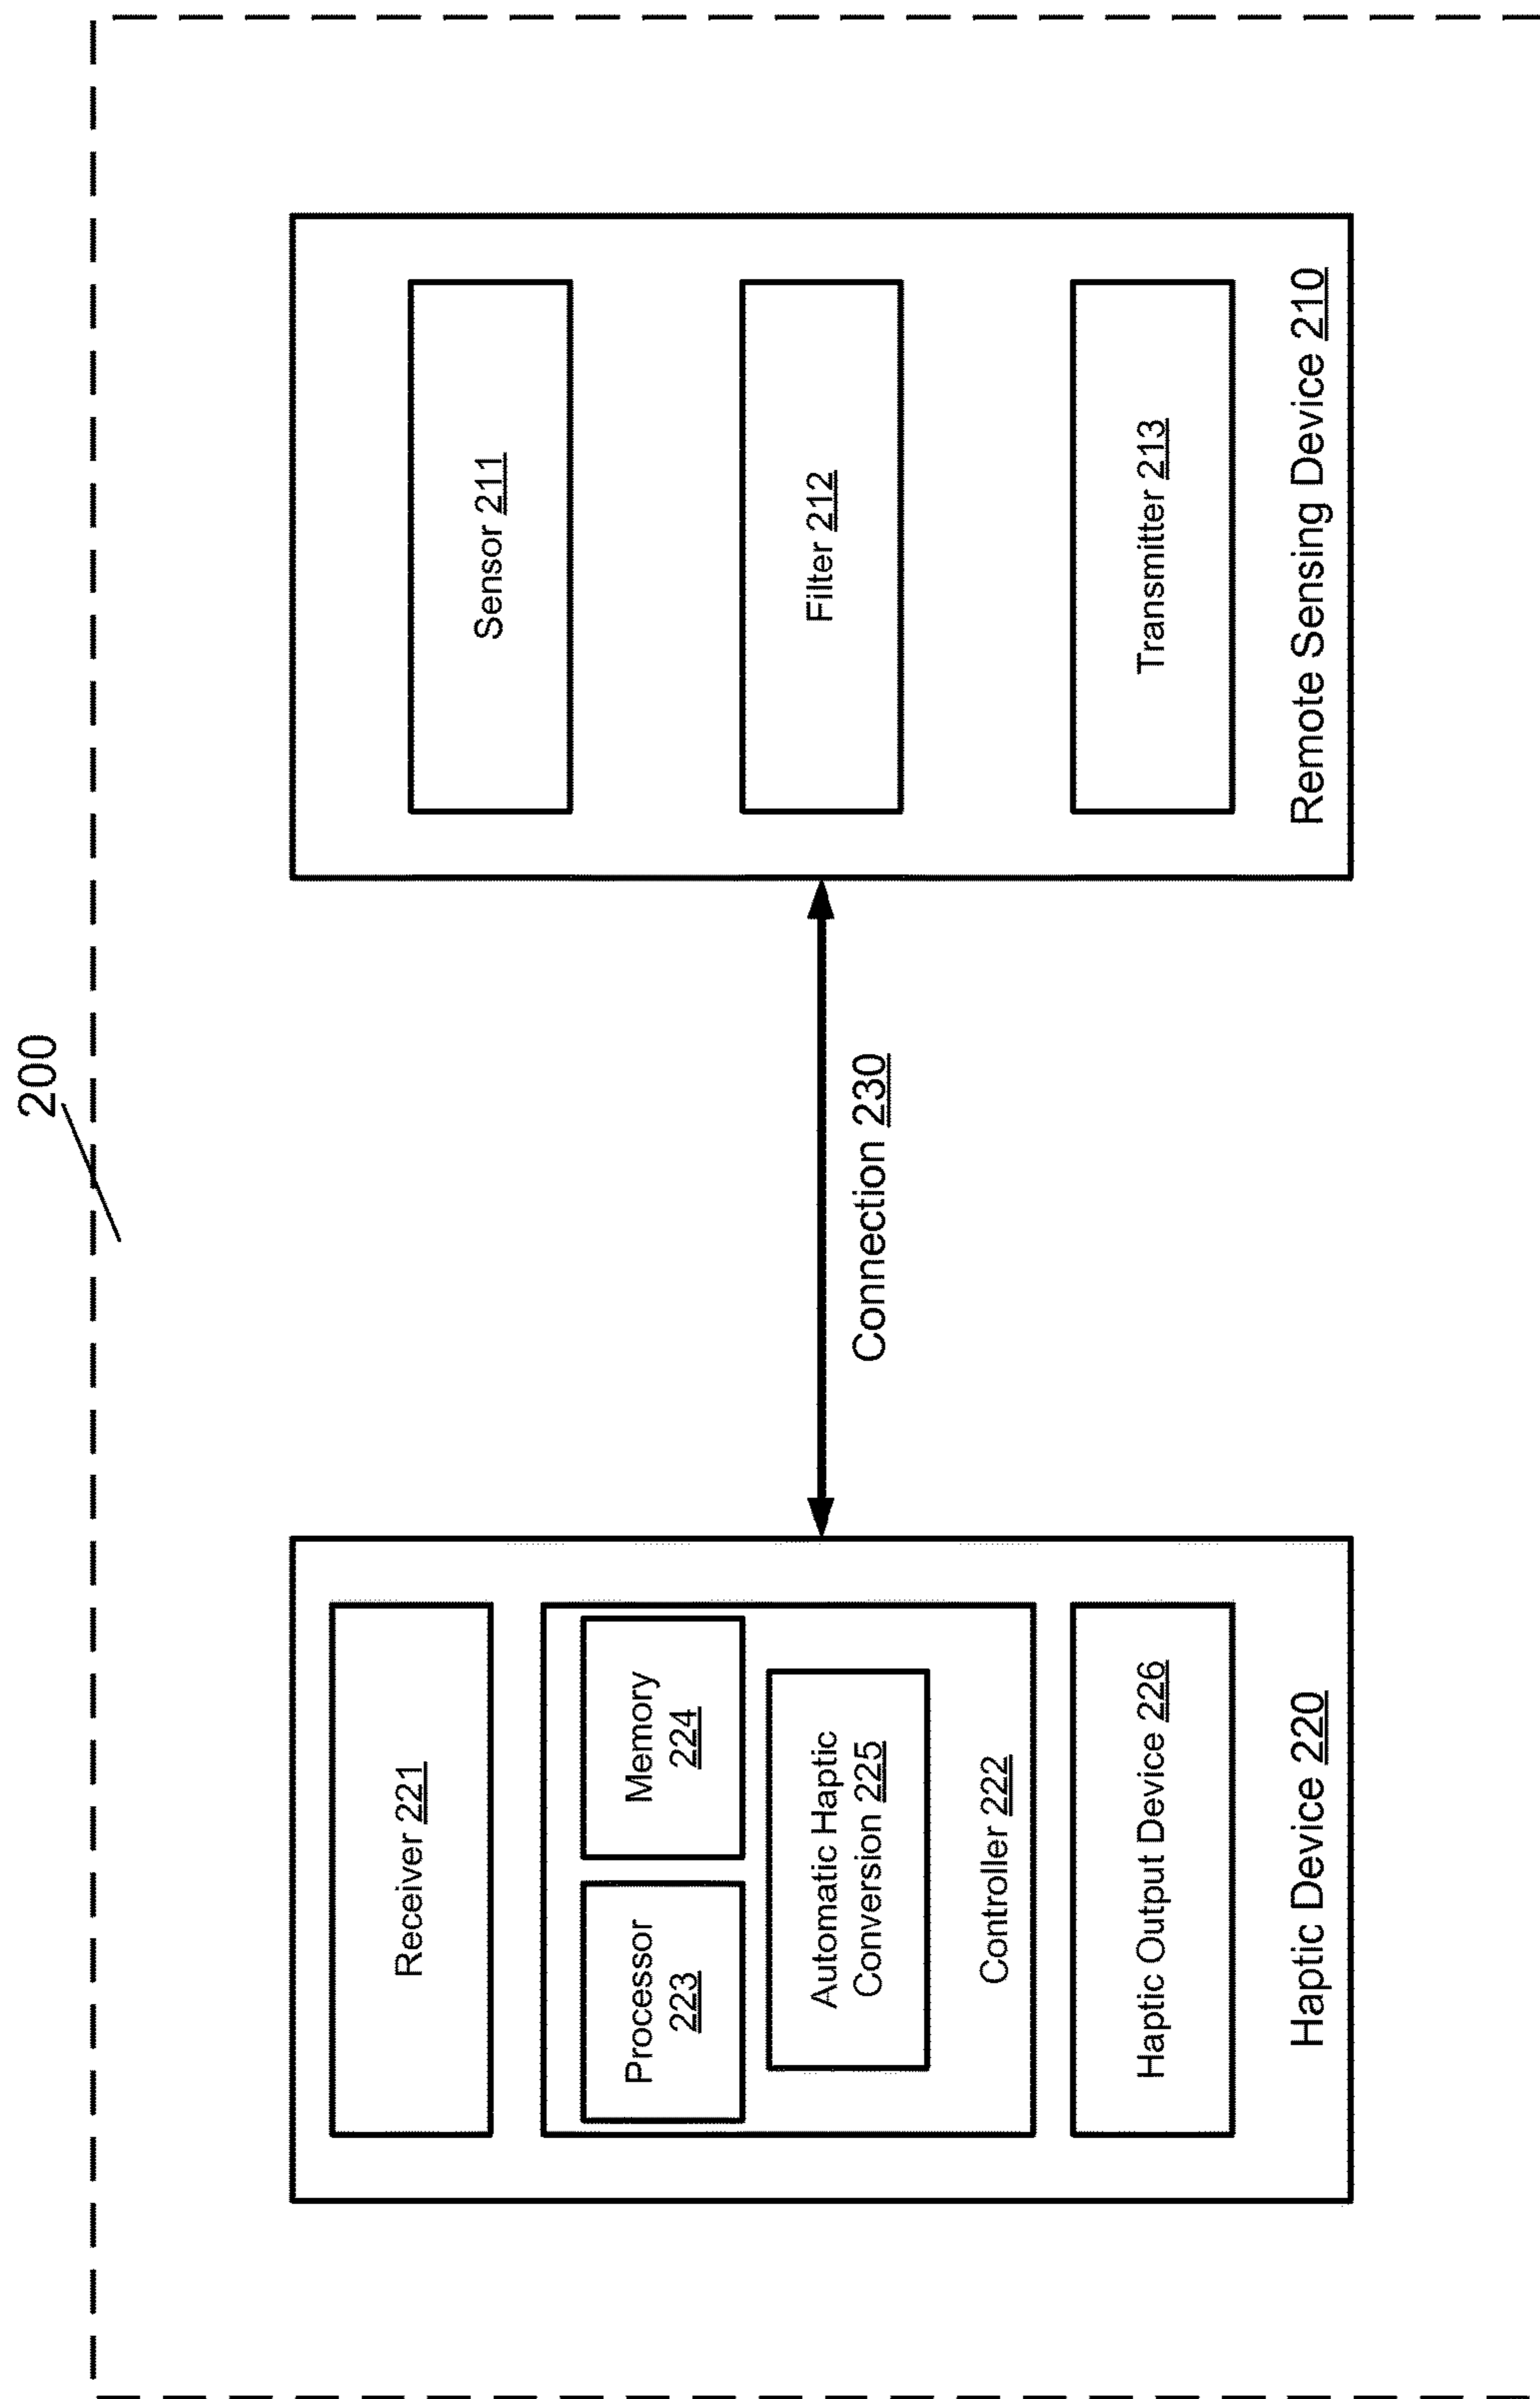 200
Receiver 221
Processor
223
Memory
224
Automatic Haptic
Conversion 225
Controller 222
Haptic Output Device 226
Haptic Device 220
Connection 230
Sensor 211
Filter 212
Transmitter 213
Remote Sensing Device 210